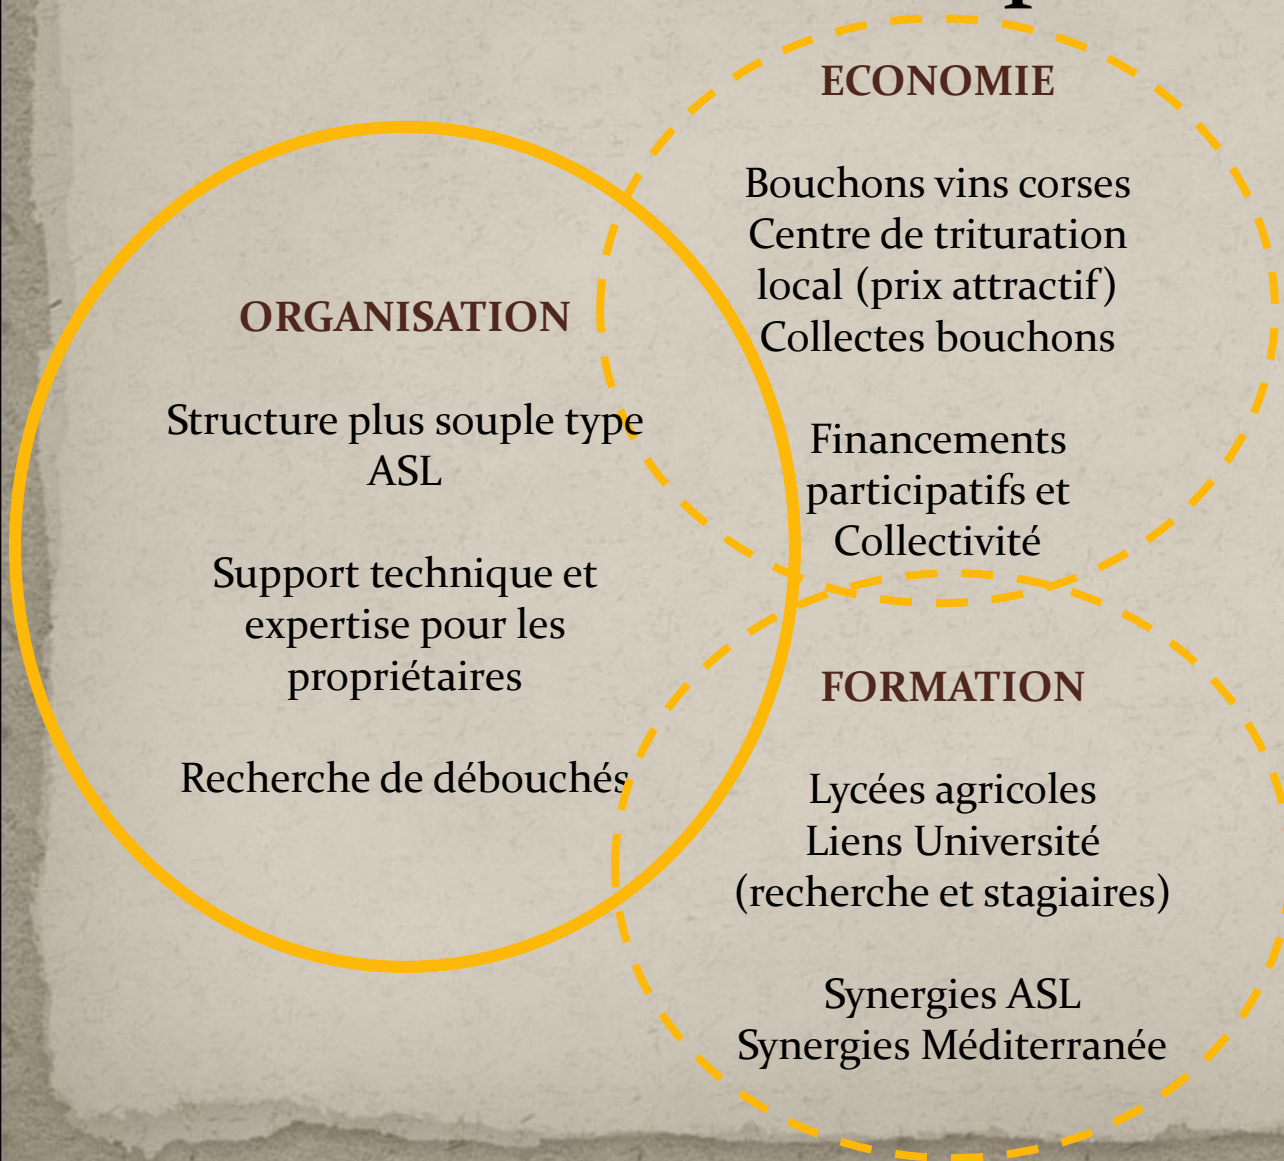 ORGANISATION
Structure plus souple type
ASL
Support technique et
expertise pour les
propriétaires
Recherche de débouchés
ECONOMIE
Bouchons vins corses
Centre de trituration
local (prix attractif)
Collectes bouchons
Financements
participatifs et
Collectivité
FORMATION
Lycées agricoles
Liens Université
(recherche et stagiaires)
Synergies ASL
Synergies Méditerranée